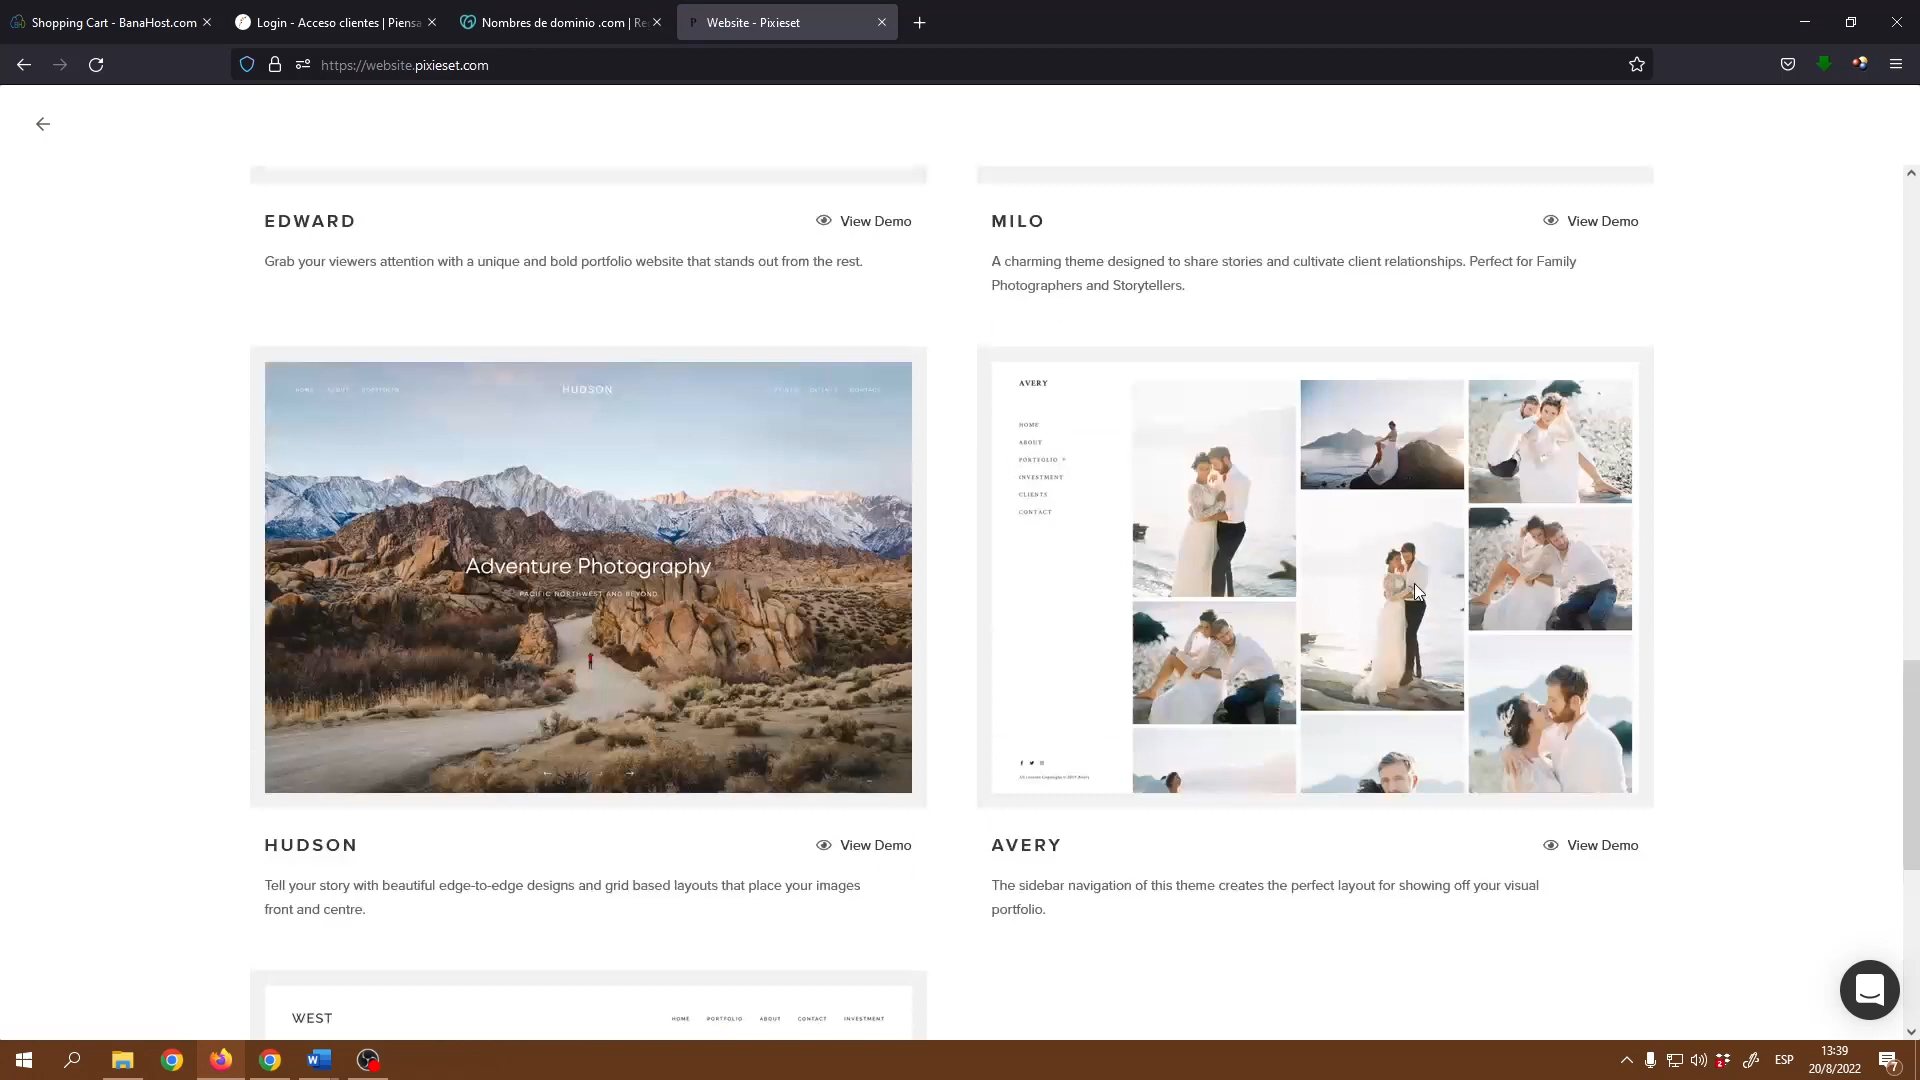 Shopping Cart - BanaHost.com
Login - Acceso clientes | Piensa
Nombres de dominio .com | Re
Website - Pixieset
https://website.pixieset.com
EDWARD
View Demo
Grab your viewers attention with a unique and bold portfolio website that stands out from the rest.
MILO
View Demo
A charming theme designed to share stories and cultivate client relationships. Perfect for Family
Photographers and Storytellers.
HOME ABOUT PORTFOLIO
HUDSON
CONTACT
Adventure Photography
PACIFIC NORTHWEST AND BEYOND
AVERY
HOME
ABOUT
PORTFOLIO +
INVESTMENT
CLIENTS
CONTACT
HUDSON
View Demo
Tell your story with beautiful edge-to-edge designs and grid based layouts that place your images
front and centre.
AVERY
View Demo
The sidebar navigation of this theme creates the perfect layout for showing off your visual
portfolio.
WEST
HOME PORTFOLIO ABOUT CONTACT INVESTMENT
ESP
13:39
20/8/2022
2
7